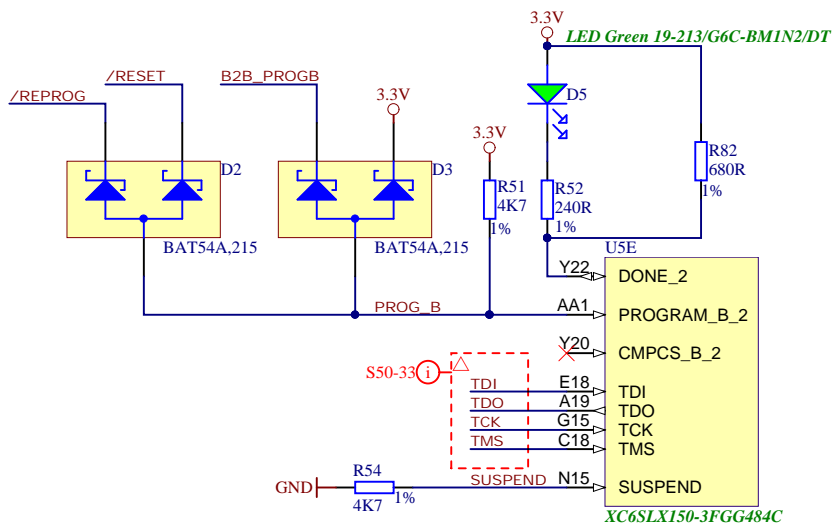 3.3V
LED Green 19-213/G6C-BM1N2/DT
/RESET
B2B_PROGB
/REPROG
3.3V
D5
3.3V
D2
D3
R82
680R
1%
R51
4K7
1%
R52
240R
1%
BAT54A,215
BAT54A,215
U5E
Y22
DONE_2
PROG_B
AA1
PROGRAM_B_2
Y20
CMPCS_B_2
S50-33
i
TDI
E18
TDI
TDO
A19
TDO
TCK
G15
TCK
TMS
C18
TMS
R54
GND
4K7
1%
SUSPEND
N15
SUSPEND
XC6SLX150-3FGG484C